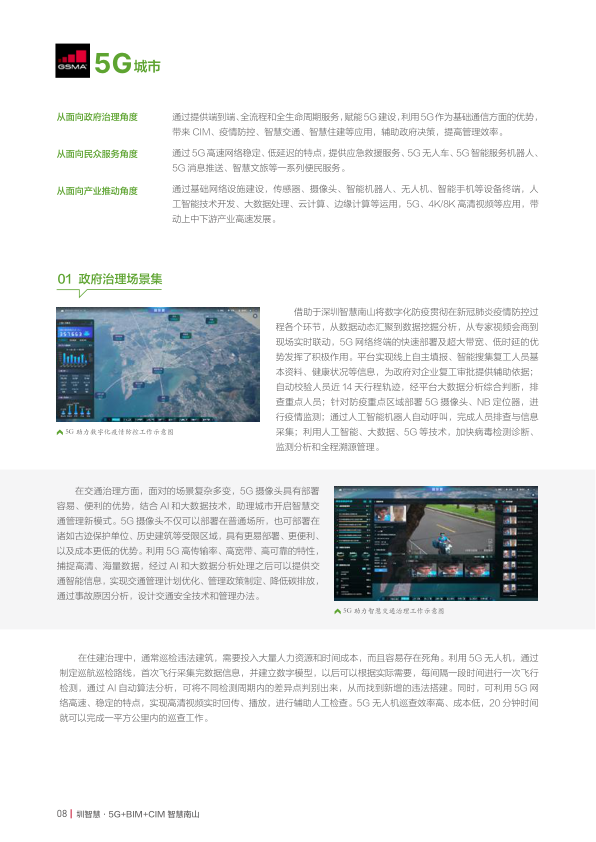 GSMA
5G城市
从面向政府治理角度
通过提供端到端、全流程和全生命周期服务，赋能5G建设，利用5G作为基础通信方面的优势，
带来 CIM、疫情防控、智慧交通、智慧住建等应用，辅助政府决策，提高管理效率。
从面向民众服务角度
通过5G高速网络稳定、低延迟的特点，提供应急救援服务、5G无人车、5G智能服务机器人、
5G 消息推送、智慧文旅等一系列便民服务。
从面向产业推动角度
通过基础网络设施建设，传感器、摄像头、智能机器人、无人机、智能手机等设备终端，人
工智能技术开发、大数据处理、云计算、边缘计算等运用，5G、4K/8K 高清视频等应用，带
动上中下游产业高速发展。
01 政府治理场景集
借助于深圳智慧南山将数字化防疫贯彻在新冠肺炎疫情防控过
程各个环节，从数据动态汇聚到数据挖掘分析，从专家视频会商到
现场实时联动，5G 网络终端的快速部署及超大带宽、低时延的优
势发挥了积极作用。平台实现线上自主填报、智能搜集复工人员基
本资料、健康状况等信息，为政府对企业复工审批提供辅助依据；
自动校验人员近 14 天行程轨迹，经平台大数据分析综合判断，排
查重点人员；针对防疫重点区域部署 5G 摄像头、NB 定位器，进
行疫情监测；通过人工智能机器人自动呼叫，完成人员排查与信息
采集；利用人工智能、大数据、5G 等技术，加快病毒检测诊断、
监测分析和全程溯源管理。
5G 助力数字化疫情防控工作示意图
在交通治理方面，面对的场景复杂多变，5G 摄像头具有部署
容易、便利的优势，结合 AI 和大数据技术，助理城市开启智慧交
通管理新模式。5G 摄像头不仅可以部署在普通场所，也可部署在
诸如古迹保护单位、历史建筑等受限区域，具有更易部署、更便利、
以及成本更低的优势。利用 5G 高传输率、高宽带、高可靠的特性，
捕捉高清、海量数据，经过 AI 和大数据分析处理之后可以提供交
通智能信息，实现交通管理计划优化，管理政策制定、降低碳排放，
通过事故原因分析，设计交通安全技术和管理办法。
5G 助力智慧交通治理工作示意图
在住建治理中，通常巡检违法建筑，需要投入大量人力资源和时间成本，而且容易存在死角。利用 5G 无人机，通过
制定巡航巡检路线，首次飞行采集完数据信息，并建立数字模型，以后可以根据实际需要，每间隔一段时间进行一次飞行
检测，通过 AI 自动算法分析，可将不同检测周期内的差异点判别出来，从而找到新增的违法搭建。同时，可利用 5G 网
络高速、稳定的特点，实现高清视频实时回传、播放，进行辅助人工检查。5G 无人机巡查效率高、成本低，20 分钟时间
就可以完成一平方公里内的巡查工作。
08 | 圳智慧 · 5G+BIM+CIM 智慧南山